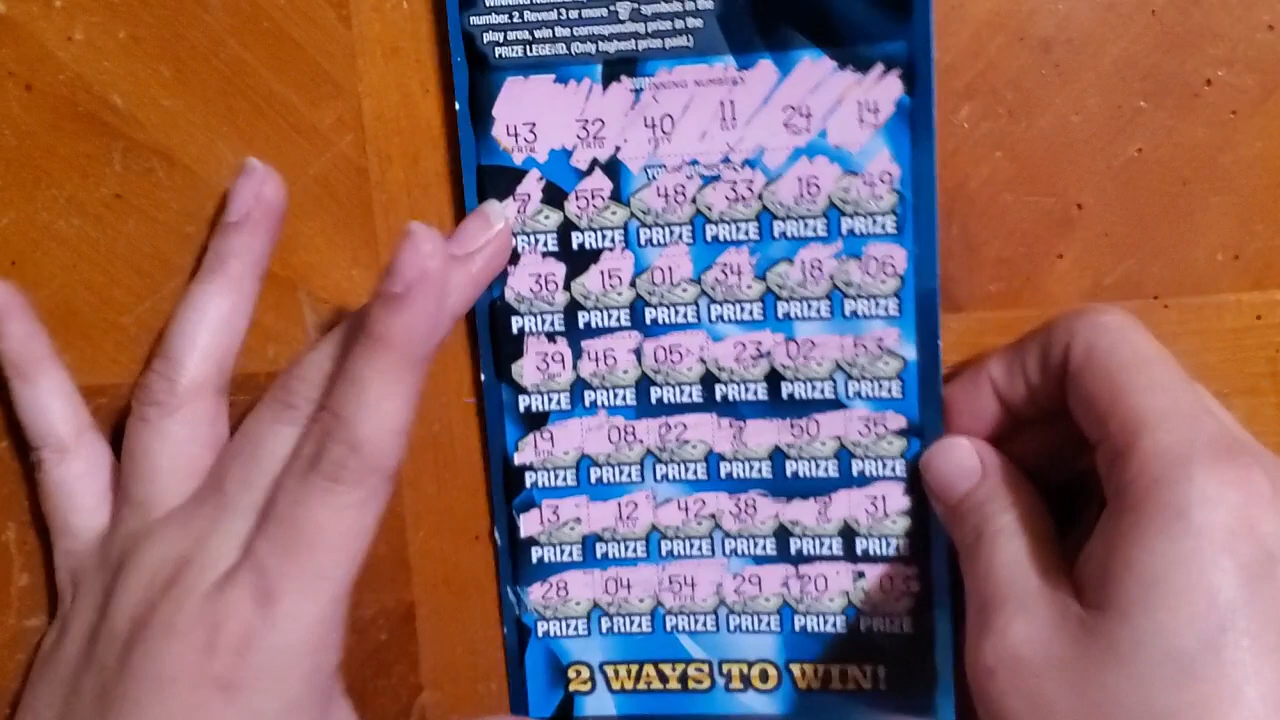 number. 2. Reveal 3 or more " " symbols in the
play area, win the corresponding prize in the
PRIZE LEGEND. (Only highest prize paid.)
WINNING NUMBERS
43 32 40 11 24 14
55 48 33 16 49
PRIZE PRIZE PRIZE PRIZE PRIZE PRIZE
36 15 01 34 18 06
PRIZE PRIZE PRIZE PRIZE PRIZE PRIZE
39 46 05 23 02 53
PRIZE PRIZE PRIZE PRIZE PRIZE PRIZE
19 08 22 50 35
PRIZE PRIZE PRIZE PRIZE PRIZE PRIZE
13 12 42 38 31
PRIZE PRIZE PRIZE PRIZE PRIZE PRIZE
28 04 54 29 20 03
PRIZE PRIZE PRIZE PRIZE PRIZE PRIZE
2 WAYS TO WIN!